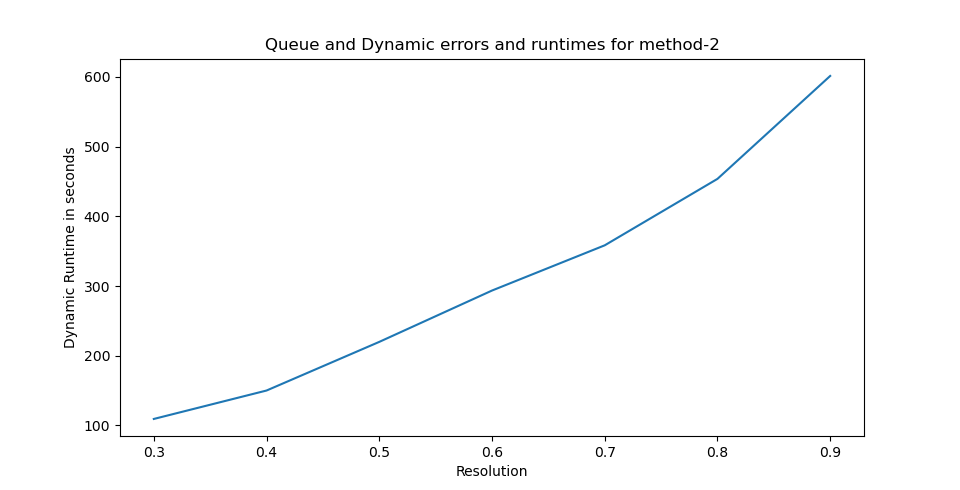 Queue and Dynamic errors and runtimes for method-2
600
500
400
300
200
100
Dynamic Runtime in seconds
0.3 0.4 0.5 0.6 0.7 0.8 0.9
Resolution